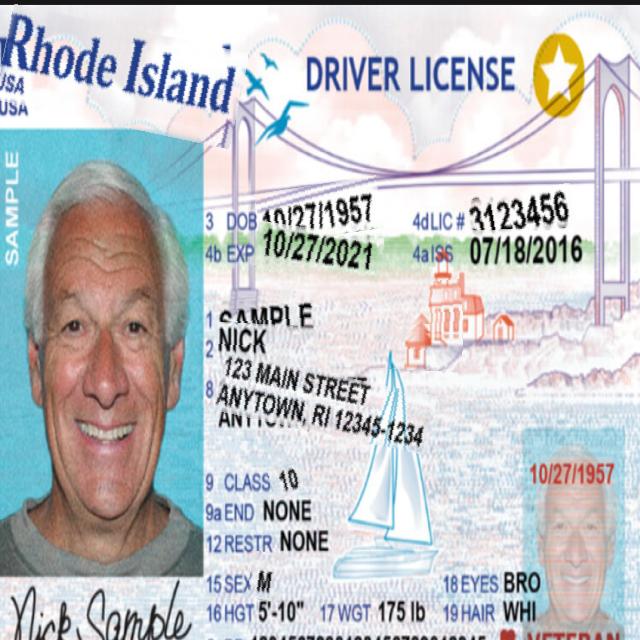 Rhode Island
DRIVER LICENSE
USA
USA
SAMPLE
3 DOB 10/27/1957 4d LIC # 3123456
4b EXP 10/27/2021 4a ISS 07/18/2016
1 SAMPLE
2 NICK
8 123 MAIN STREET
ANYTOWN, RI 12345-1234
9 CLASS 10
9a END NONE
10/27/1957
12 RESTR NONE
15 SEX M 18 EYES BRO
16 HGT 5'-10" 17 WGT 175 lb 19 HAIR WHI
Nick Sample
VETERAN